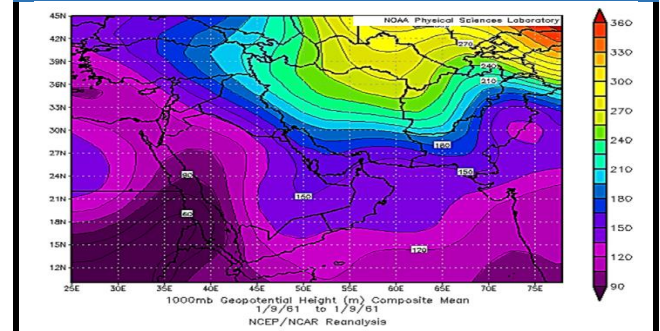 NOAA Physical Sciences Laboratory
45N
42N
39N
36N
33N
30N
27N
24N
21N
18N
15N
12N
270
240
210
180
150
150
120
90
60
360
330
300
270
240
210
180
150
120
90
25E 30E 35E 40E 45E 50E 55E 60E 65E 70E 75E
1000mb Geopotential Height (m) Composite Mean
1/9/61 to 1/9/61
NCEP/NCAR Reanalysis